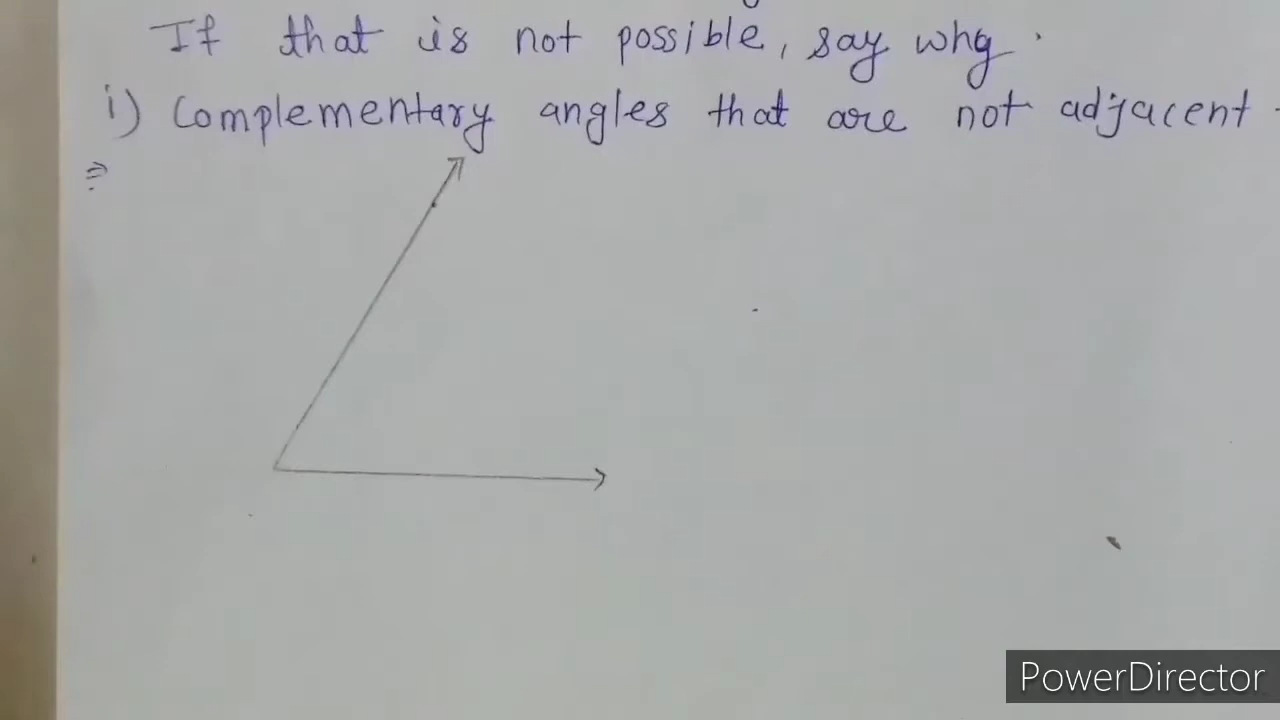 If that is not possible, say why.
i) Complementary angles that are not adjacent.
⇒
PowerDirector